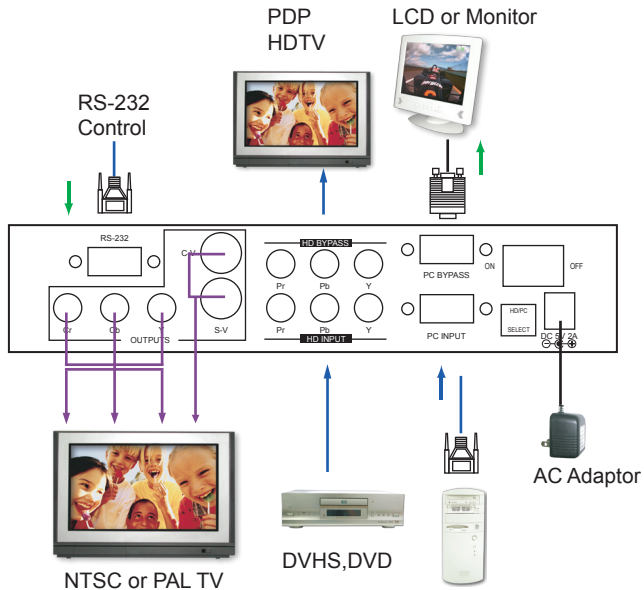 PDP
HDTV
LCD or Monitor
RS-232
Control
RS-232
C-V
S-V
Cr
Cb
Y
OUTPUTS
HD BYPASS
Pr
Pb
Y
Pr
Pb
Y
HD INPUT
PC BYPASS
PC INPUT
ON
OFF
HD/PC
SELECT
DC 5V 2A
AC Adaptor
NTSC or PAL TV
DVHS,DVD